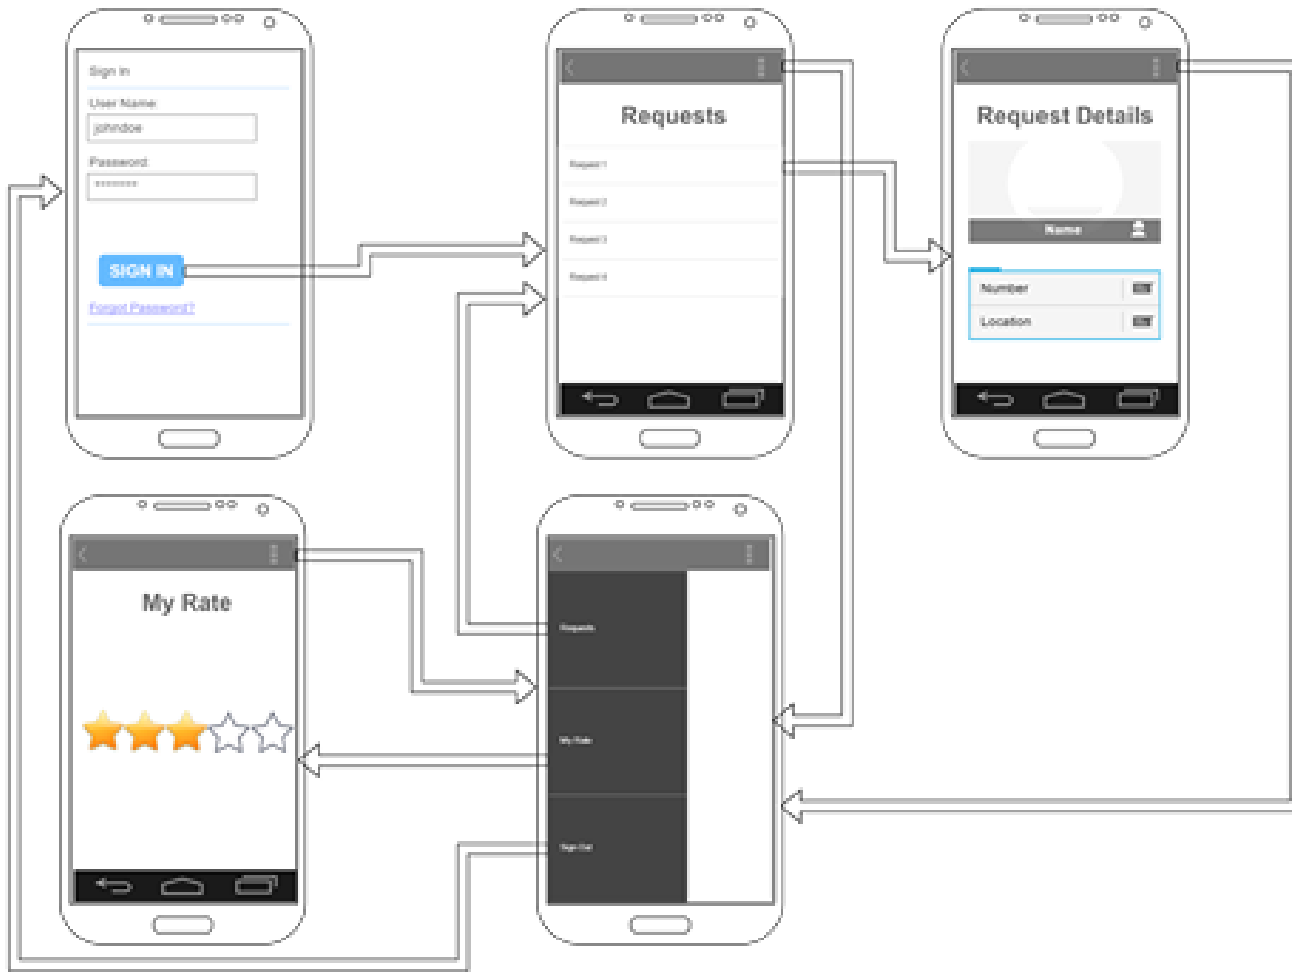 Sign In
User Name:
johndoe
Password:
********
SIGN IN
Forgot Password?
Requests
Request 1
Request 2
Request 3
Request 4
Request Details
Name
Number
Location
My Rate
Requests
My Rate
Sign Out